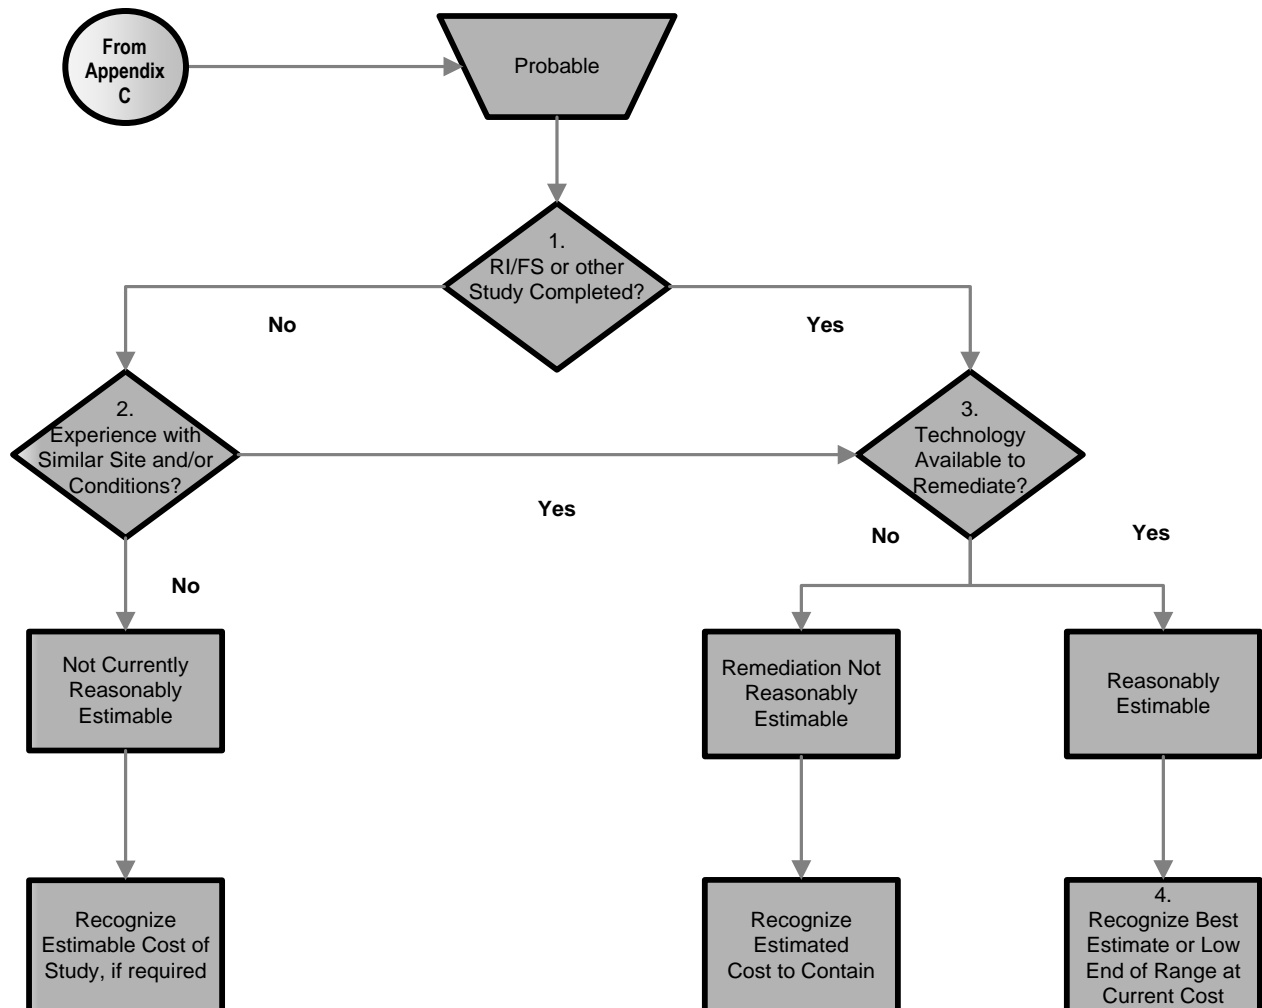 From
Appendix
C
Probable
1.
RI/FS or other
Study Completed?
No
Yes
2.
Experience with
Similar Site and/or
Conditions?
3.
Technology
Available to
Remediate?
Yes
No
Yes
No
Not Currently
Reasonably
Estimable
Remediation Not
Reasonably
Estimable
Reasonably
Estimable
Recognize
Estimable Cost of
Study, if required
Recognize
Estimated
Cost to Contain
4.
Recognize Best
Estimate or Low
End of Range at
Current Cost